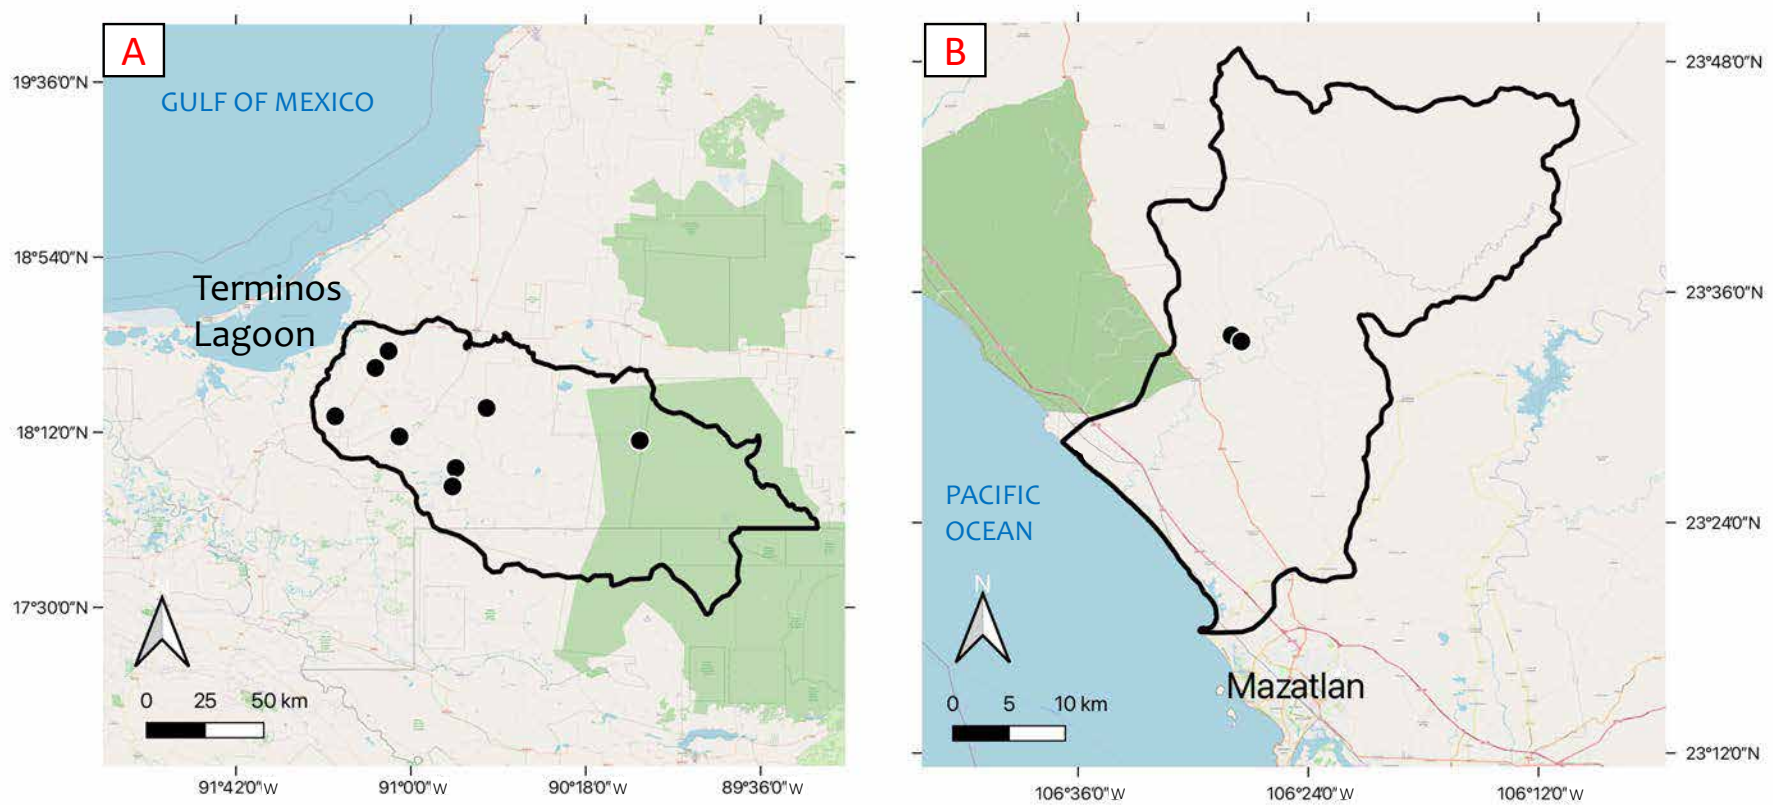 A
B
19°36'0"N
GULF OF MEXICO
18°54'0"N
Terminos
Lagoon
18°12'0"N
17°30'0"N
0 25 50 km
91°42'0"W 91°00'0"W 90°18'0"W 89°36'0"W
23°48'0"N
23°36'0"N
PACIFIC
OCEAN
23°24'0"N
N
Mazatlan
0 5 10 km
23°12'0"N
106°36'0"W 106°24'0"W 106°12'0"W